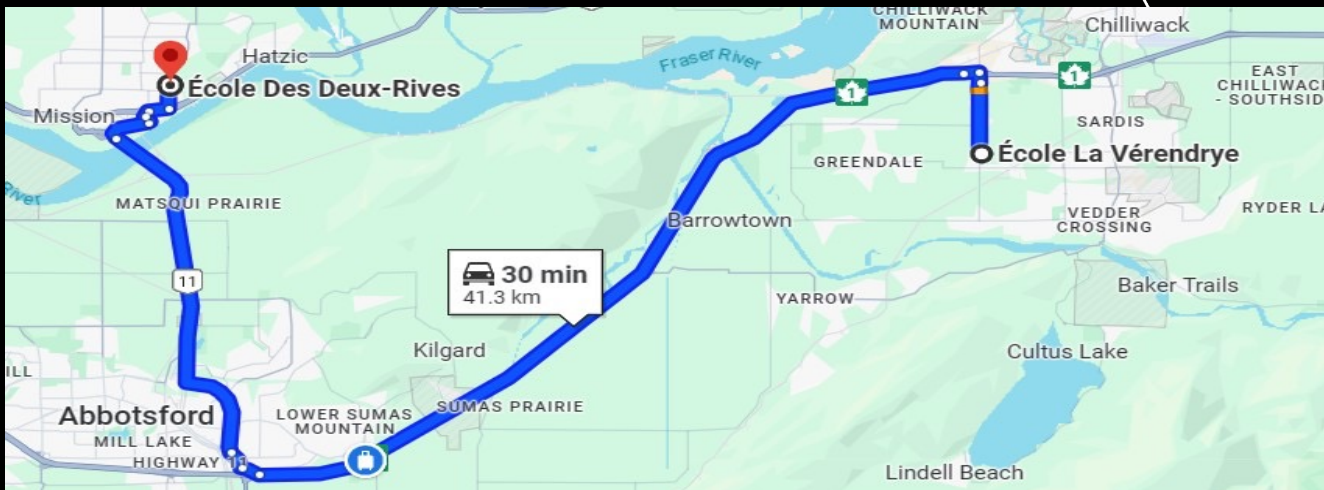 CHILLIWACK
MOUNTAIN
Chilliwack
Hatzic
Fraser River
École Des Deux-Rives
1
1
EAST
CHILLIWACK
- SOUTHSID
Mission
SARDIS
École La Vérendrye
GREENDALE
River
MATSQUI PRAIRIE
Barrowtown
VEDDER
CROSSING
RYDER LA
11
30 min
41.3 km
YARROW
Baker Trails
Kilgard
Cultus Lake
ILL
Abbotsford
LOWER SUMAS
MOUNTAIN
SUMAS PRAIRIE
MILL LAKE
HIGHWAY 11
Lindell Beach